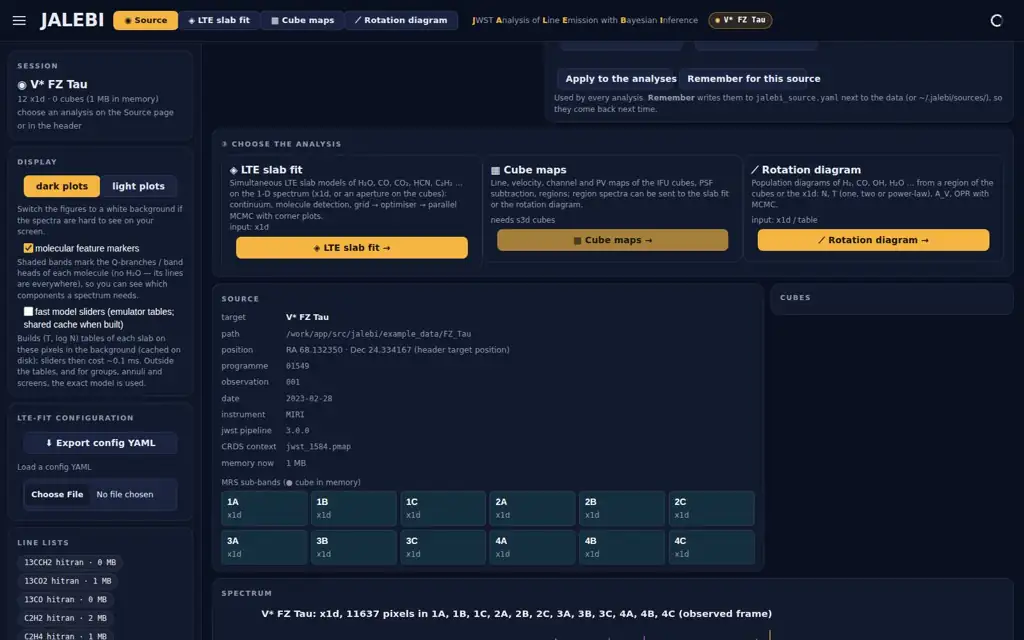 JALEBI
◉ Source
◈ LTE slab fit
▦ Cube maps
⟋ Rotation diagram
JWST Analysis of Line Emission with Bayesian Inference
V* FZ Tau
SESSION
◉ V* FZ Tau
12 x1d · 0 cubes (1 MB in memory)
choose an analysis on the Source page
or in the header
DISPLAY
dark plots
light plots
Switch the figures to a white background if
the spectra are hard to see on your
screen.
molecular feature markers
Shaded bands mark the Q-branches / band
heads of each molecule (no H₂O — its lines
are everywhere), so you can see which
components a spectrum needs.
fast model sliders (emulator tables;
shared cache when built)
Builds (T, log N) tables of each slab on
these pixels in the background (cached on
disk); sliders then cost ~0.1 ms. Outside
the tables, and for groups, annuli and
screens, the exact model is used.
LTE-FIT CONFIGURATION
⬇ Export config YAML
Load a config YAML
Choose File No file chosen
LINE LISTS
13CCH2 hitran · 0 MB
13CO2 hitran · 1 MB
13CO hitran · 0 MB
C2H2 hitran · 2 MB
C2H4 hitran · 1 MB
Apply to the analyses
Remember for this source
Used by every analysis. Remember writes them to jalebi_source.yaml next to the data (or ~/.jalebi/sources/), so
they come back next time.
③ CHOOSE THE ANALYSIS
◈ LTE slab fit
Simultaneous LTE slab models of H₂O, CO, CO₂, HCN, C₂H₂ …
on the 1-D spectrum (x1d, or an aperture on the cubes):
continuum, molecule detection, grid → optimiser → parallel
MCMC with corner plots.
input: x1d
◈ LTE slab fit →
▦ Cube maps
Line, velocity, channel and PV maps of the IFU cubes, PSF
subtraction, regions; region spectra can be sent to the slab fit
or the rotation diagram.
needs s3d cubes
▦ Cube maps →
⟋ Rotation diagram
Population diagrams of H₂, CO, OH, H₂O … from a region of the
cubes or the x1d: N, T (one, two or power-law), A_V, OPR with
MCMC.
input: x1d / table
⟋ Rotation diagram →
SOURCE
target V* FZ Tau
path /work/app/src/jalebi/example_data/FZ_Tau
position RA 68.132350 · Dec 24.334167 (header target position)
programme 01549
observation 001
date 2023-02-28
instrument MIRI
jwst pipeline 3.0.0
CRDS context jwst_1584.pmap
memory now 1 MB
MRS sub-bands (● cube in memory)
1A 1B 1C 2A 2B 2C
x1d x1d x1d x1d x1d x1d
3A 3B 3C 4A 4B 4C
x1d x1d x1d x1d x1d x1d
CUBES
SPECTRUM
V* FZ Tau: x1d, 11637 pixels in 1A, 1B, 1C, 2A, 2B, 2C, 3A, 3B, 3C, 4A, 4B, 4C (observed frame)